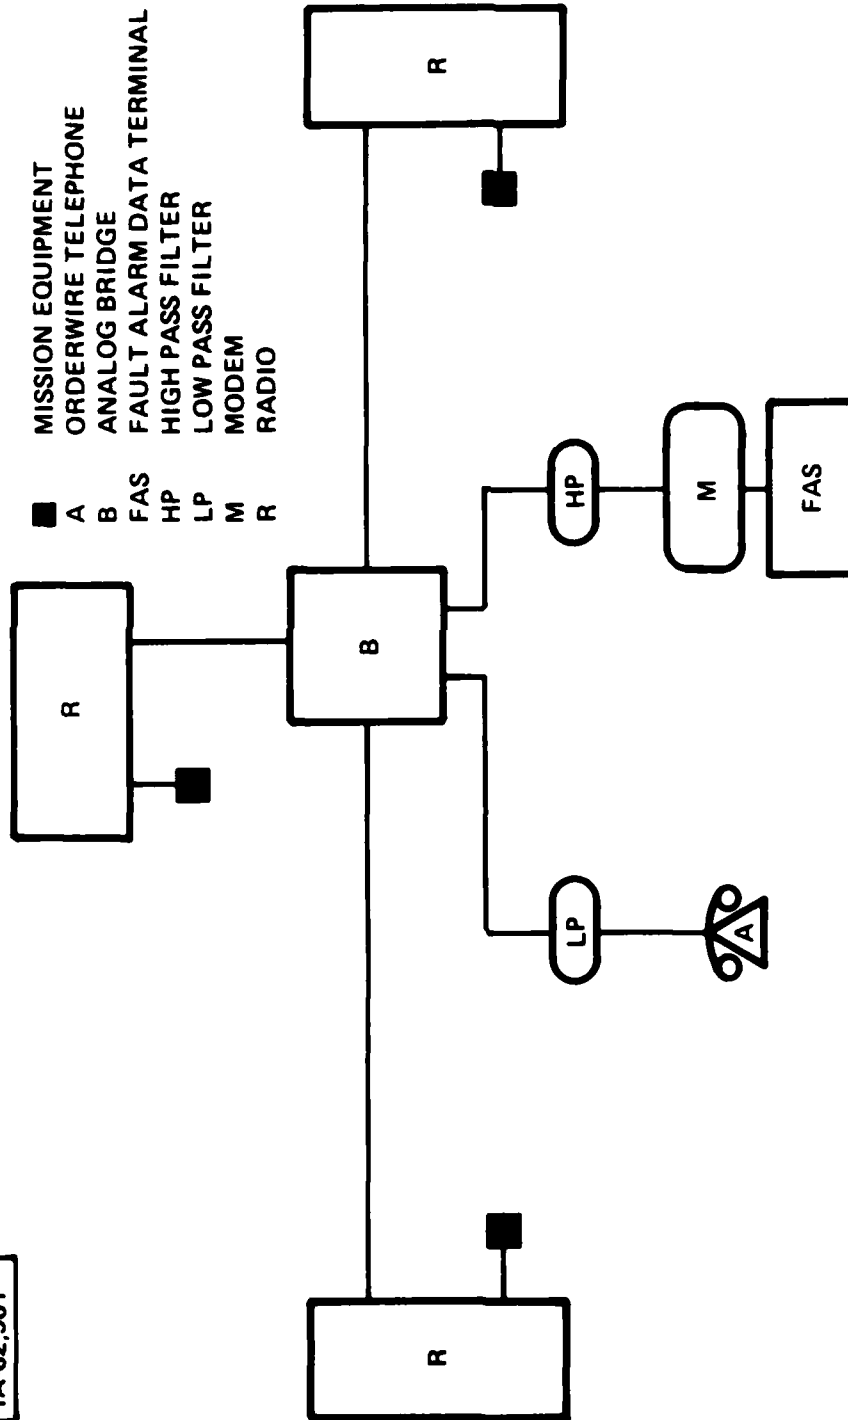 R
■ MISSION EQUIPMENT
A ORDERWIRE TELEPHONE
B ANALOG BRIDGE
FAS FAULT ALARM DATA TERMINAL
HP HIGH PASS FILTER
LP LOW PASS FILTER
M MODEM
R RADIO
R
B
R
LP
HP
A
M
FAS